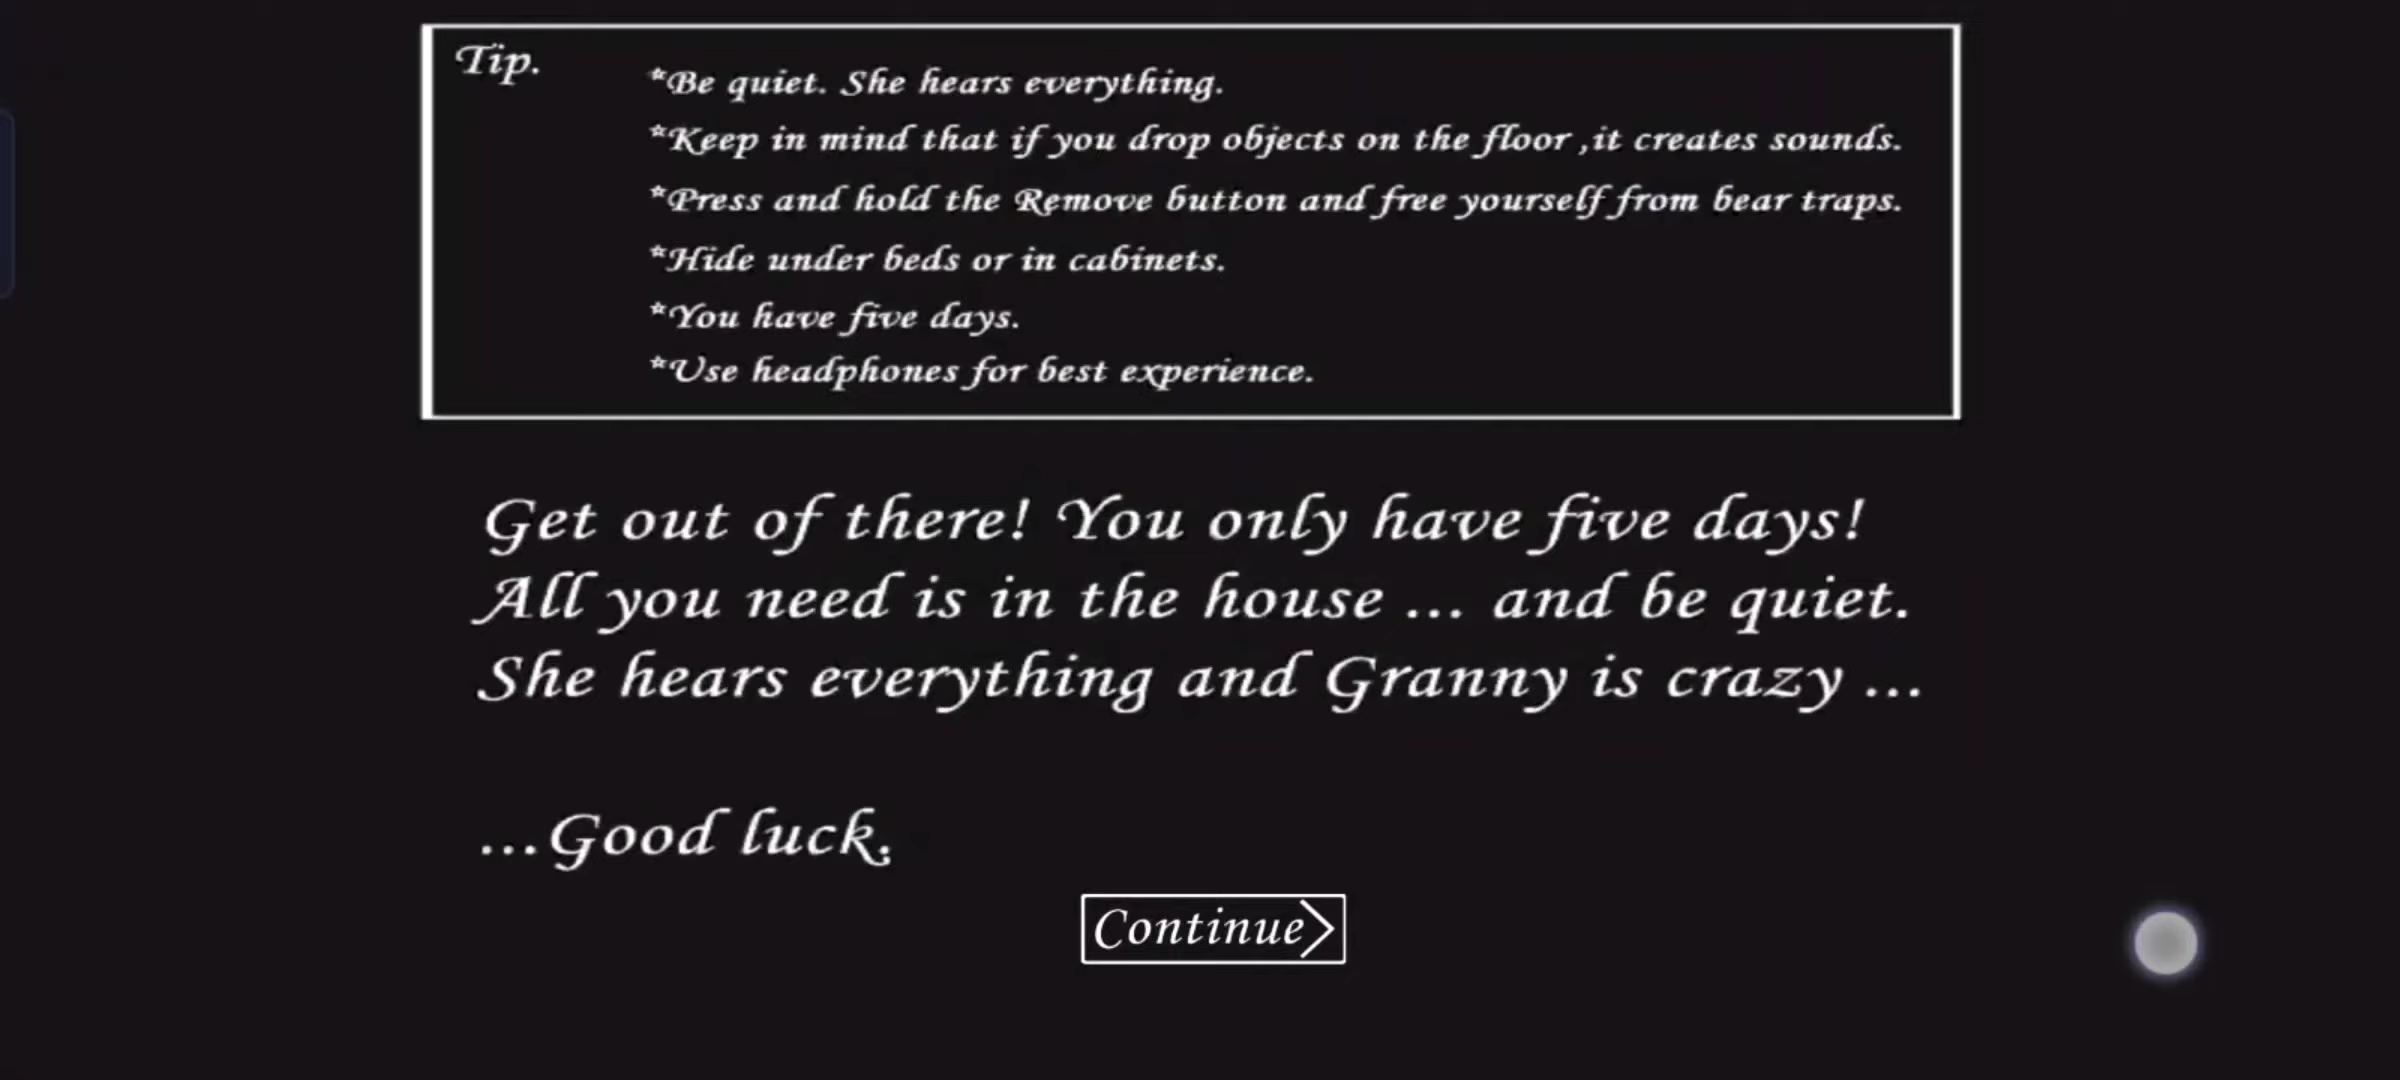 Tip.
*Be quiet. She hears everything.
*Keep in mind that if you drop objects on the floor ,it creates sounds.
*Press and hold the Remove button and free yourself from bear traps.
*Hide under beds or in cabinets.
*You have five days.
*Use headphones for best experience.
Get out of there! You only have five days!
All you need is in the house ... and be quiet.
She hears everything and Granny is crazy ...
...Good luck.
Continue>